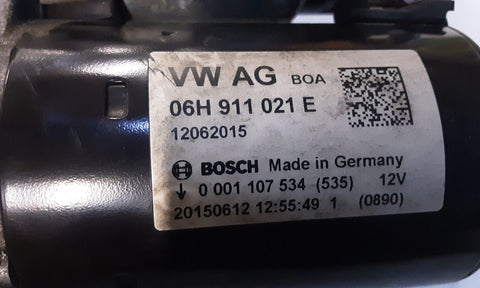 VW AG BOA
06H 911 021 E
12062015
BOSCH Made in Germany
↓ 0 001 107 534 (535) 12V
20150612 12:55:49 1 (0890)